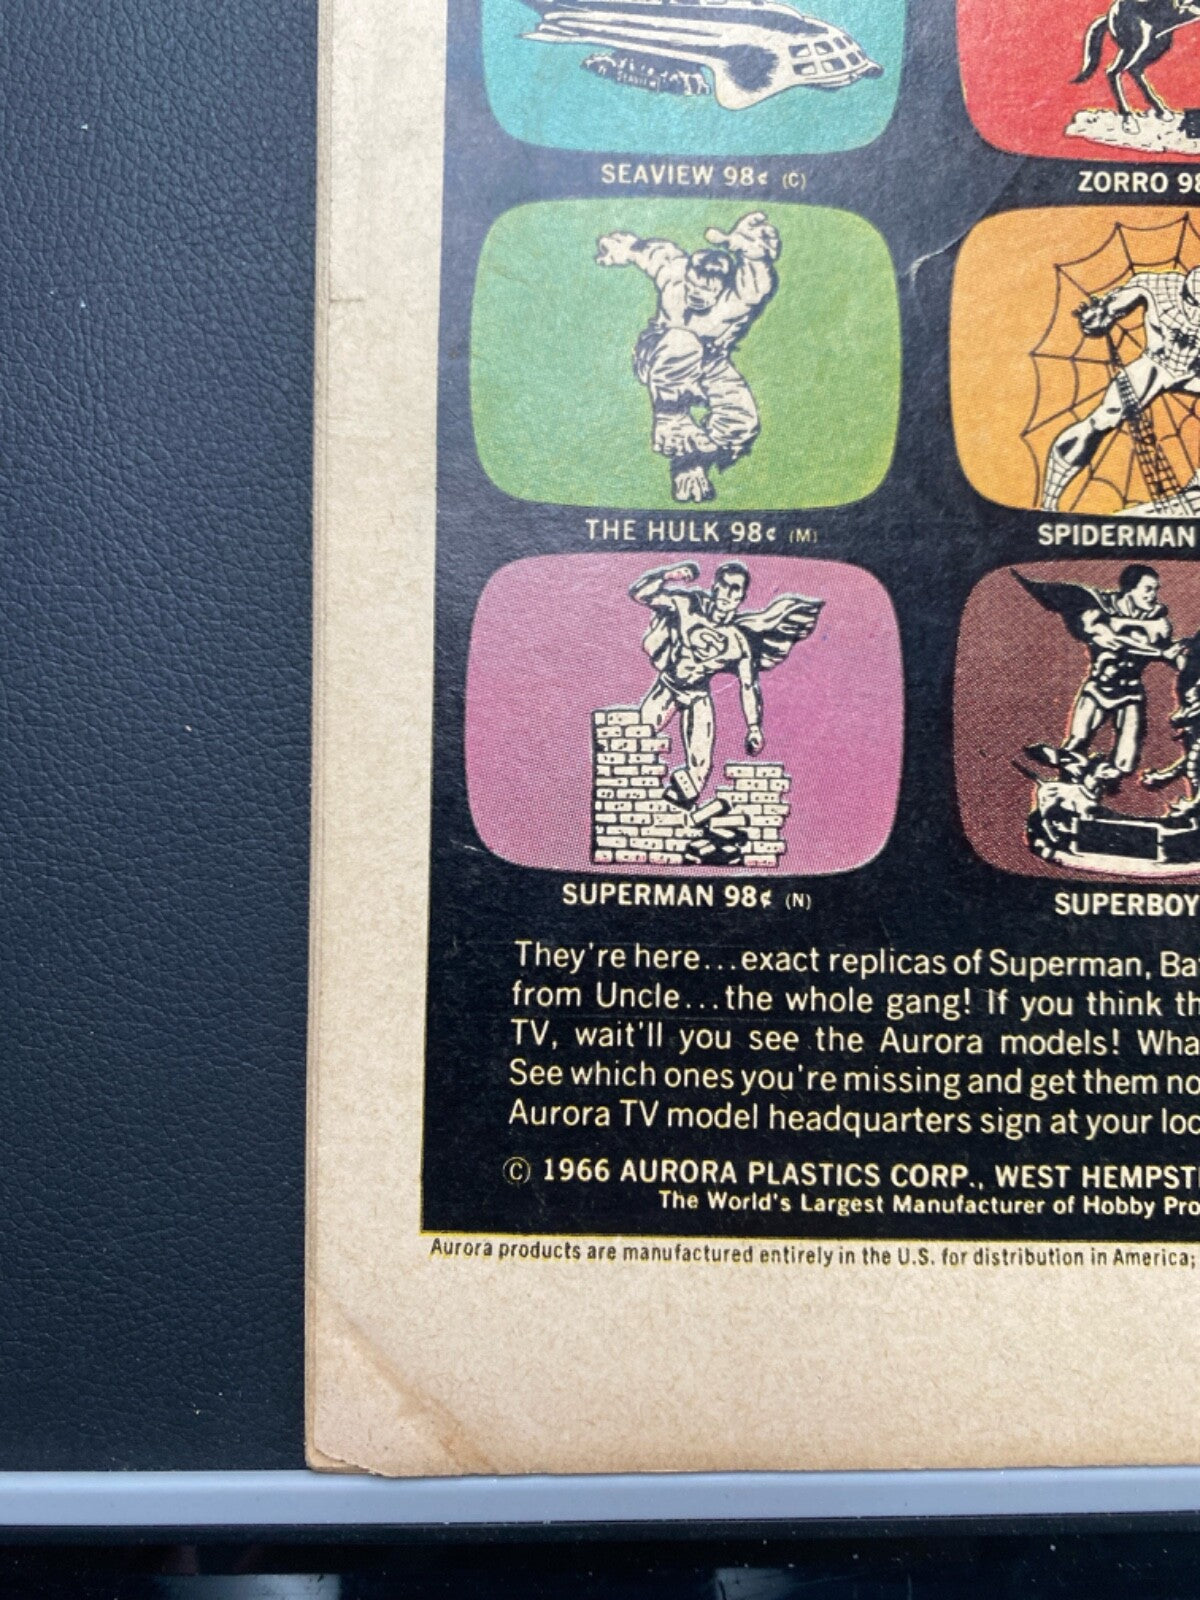 SEAVIEW 98¢ (C)
ZORRO 98
THE HULK 98¢ (M)
SPIDERMAN
SUPERMAN 98¢ (N)
SUPERBOY
They're here...exact replicas of Superman, Ba
from Uncle...the whole gang! If you think th
TV, wait'll you see the Aurora models! Wha
See which ones you're missing and get them no
Aurora TV model headquarters sign at your loc
© 1966 AURORA PLASTICS CORP., WEST HEMPST
The World's Largest Manufacturer of Hobby Pro
Aurora products are manufactured entirely in the U.S. for distribution in America;